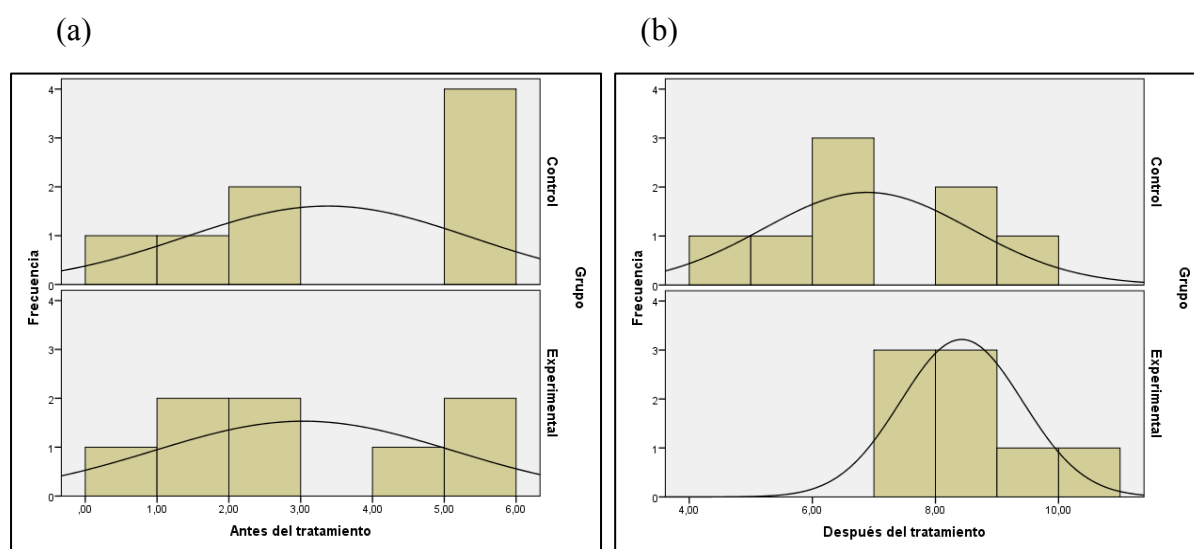 (a)
(b)
Frecuencia
4
3
2
1
0
Control
4
3
2
1
0
Experimental
Grupo
,00 1,00 2,00 3,00 4,00 5,00 6,00
Antes del tratamiento
Frecuencia
4
3
2
1
0
Control
4
3
2
1
0
Experimental
Grupo
4,00 6,00 8,00 10,00
Después del tratamiento